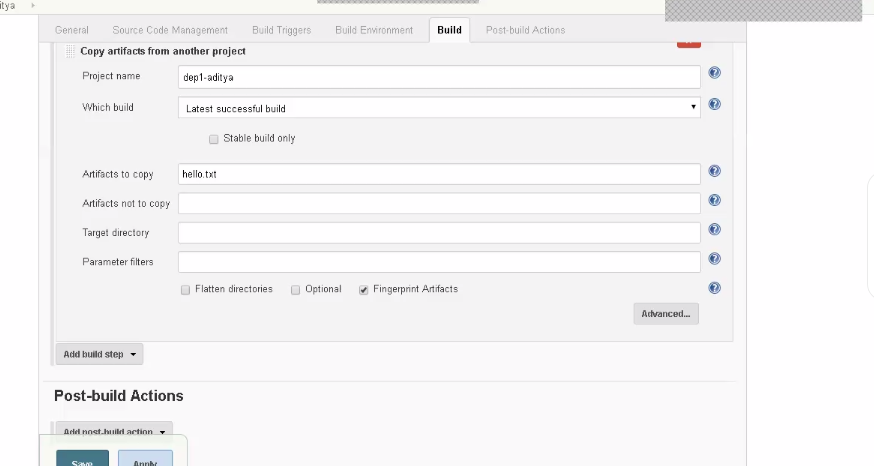 itya
General Source Code Management Build Triggers Build Environment Build Post-build Actions
Copy artifacts from another project
Project name dep1-aditya
Which build Latest successful build
Stable build only
Artifacts to copy hello.txt
Artifacts not to copy
Target directory
Parameter filters
Flatten directories Optional Fingerprint Artifacts
Advanced...
Add build step
Post-build Actions
Add post-build action
Save Apply